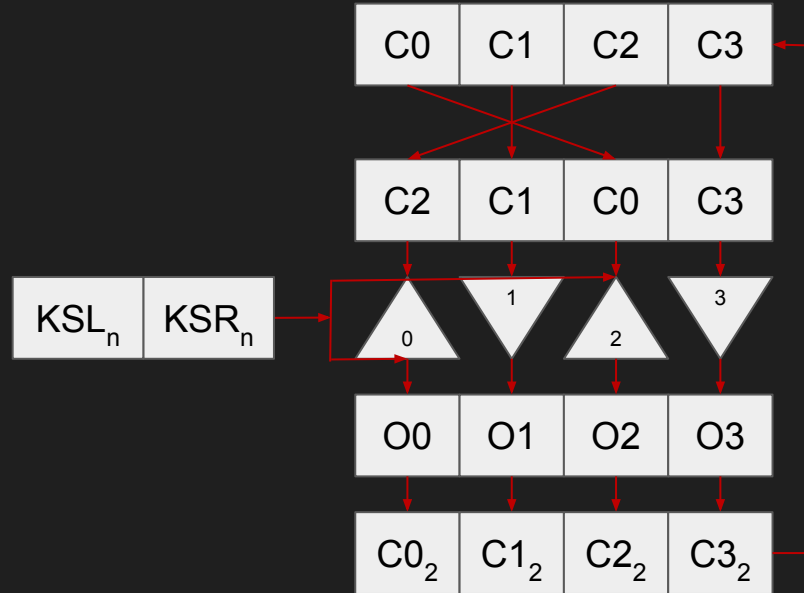 C0 C1 C2 C3
C2 C1 C0 C3
KSLₙ KSRₙ
1 3
0 2
O0 O1 O2 O3
C0₂ C1₂ C2₂ C3₂